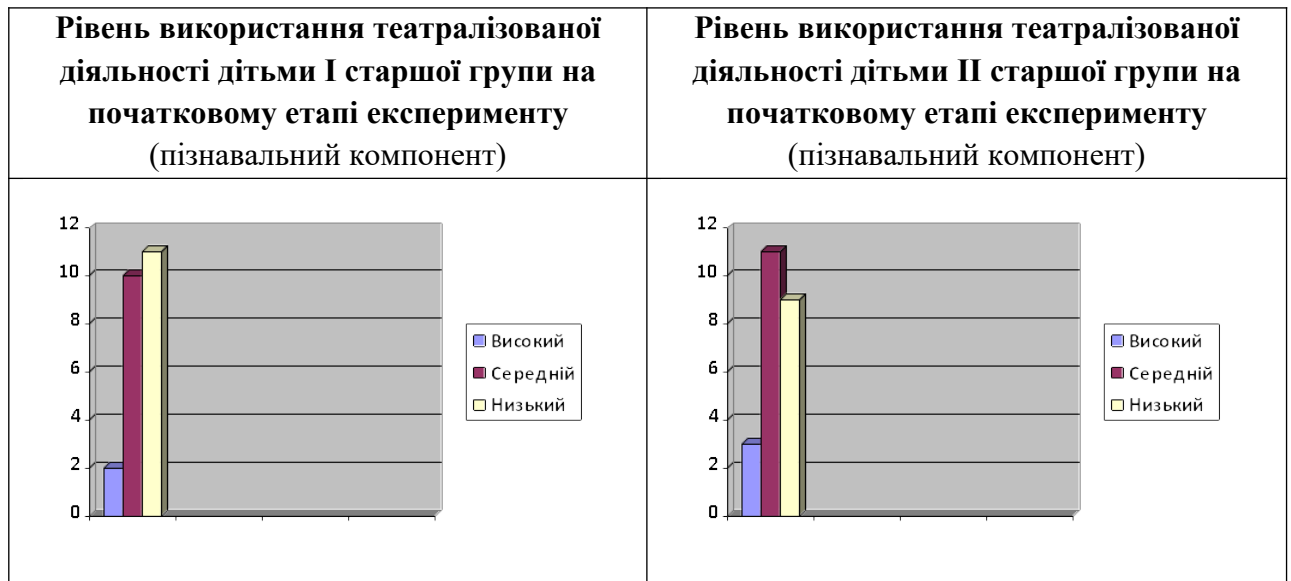 Рівень використання театралізованої
діяльності дітьми І старшої групи на
початковому етапі експерименту
(пізнавальний компонент)
Рівень використання театралізованої
діяльності дітьми ІІ старшої групи на
початковому етапі експерименту
(пізнавальний компонент)
12
10
8
6
4
2
0
Високий
Середній
Низький
12
10
8
6
4
2
0
Високий
Середній
Низький